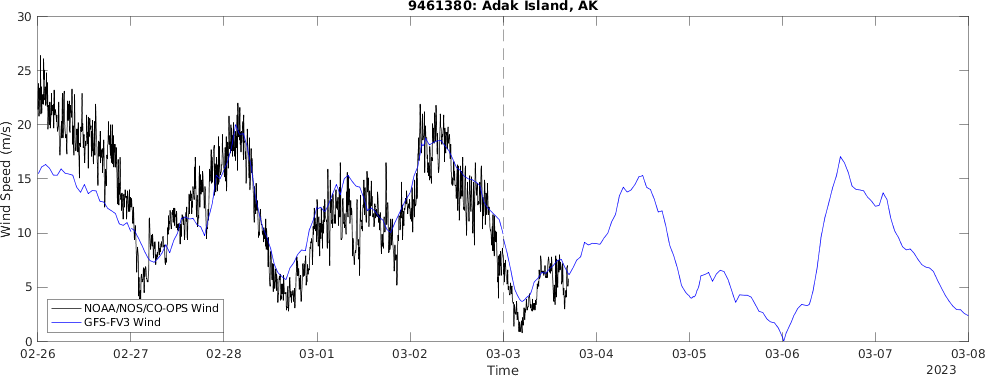 9461380: Adak Island, AK
30
25
20
15
10
5
0
Wind Speed (m/s)
NOAA/NOS/CO-OPS Wind
GFS-FV3 Wind
02-26 02-27 02-28 03-01 03-02 03-03 03-04 03-05 03-06 03-07 03-08
Time
2023